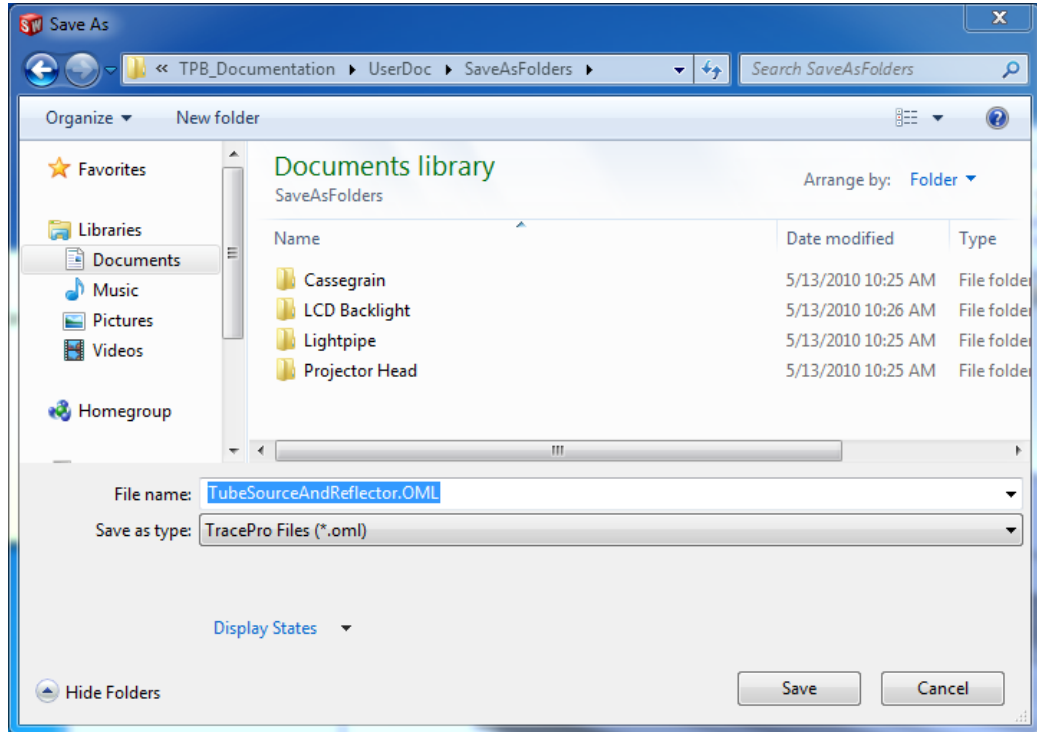 SW Save As
« TPB_Documentation UserDoc SaveAsFolders Search SaveAsFolders
Organize New folder
Favorites
Libraries
Documents
Music
Pictures
Videos
Homegroup
Documents library
SaveAsFolders
Arrange by: Folder
Name Date modified Type
Cassegrain 5/13/2010 10:25 AM File folder
LCD Backlight 5/13/2010 10:26 AM File folder
Lightpipe 5/13/2010 10:25 AM File folder
Projector Head 5/13/2010 10:25 AM File folder
File name: TubeSourceAndReflector.OML
Save as type: TracePro Files (*.oml)
Display States
Hide Folders Save Cancel